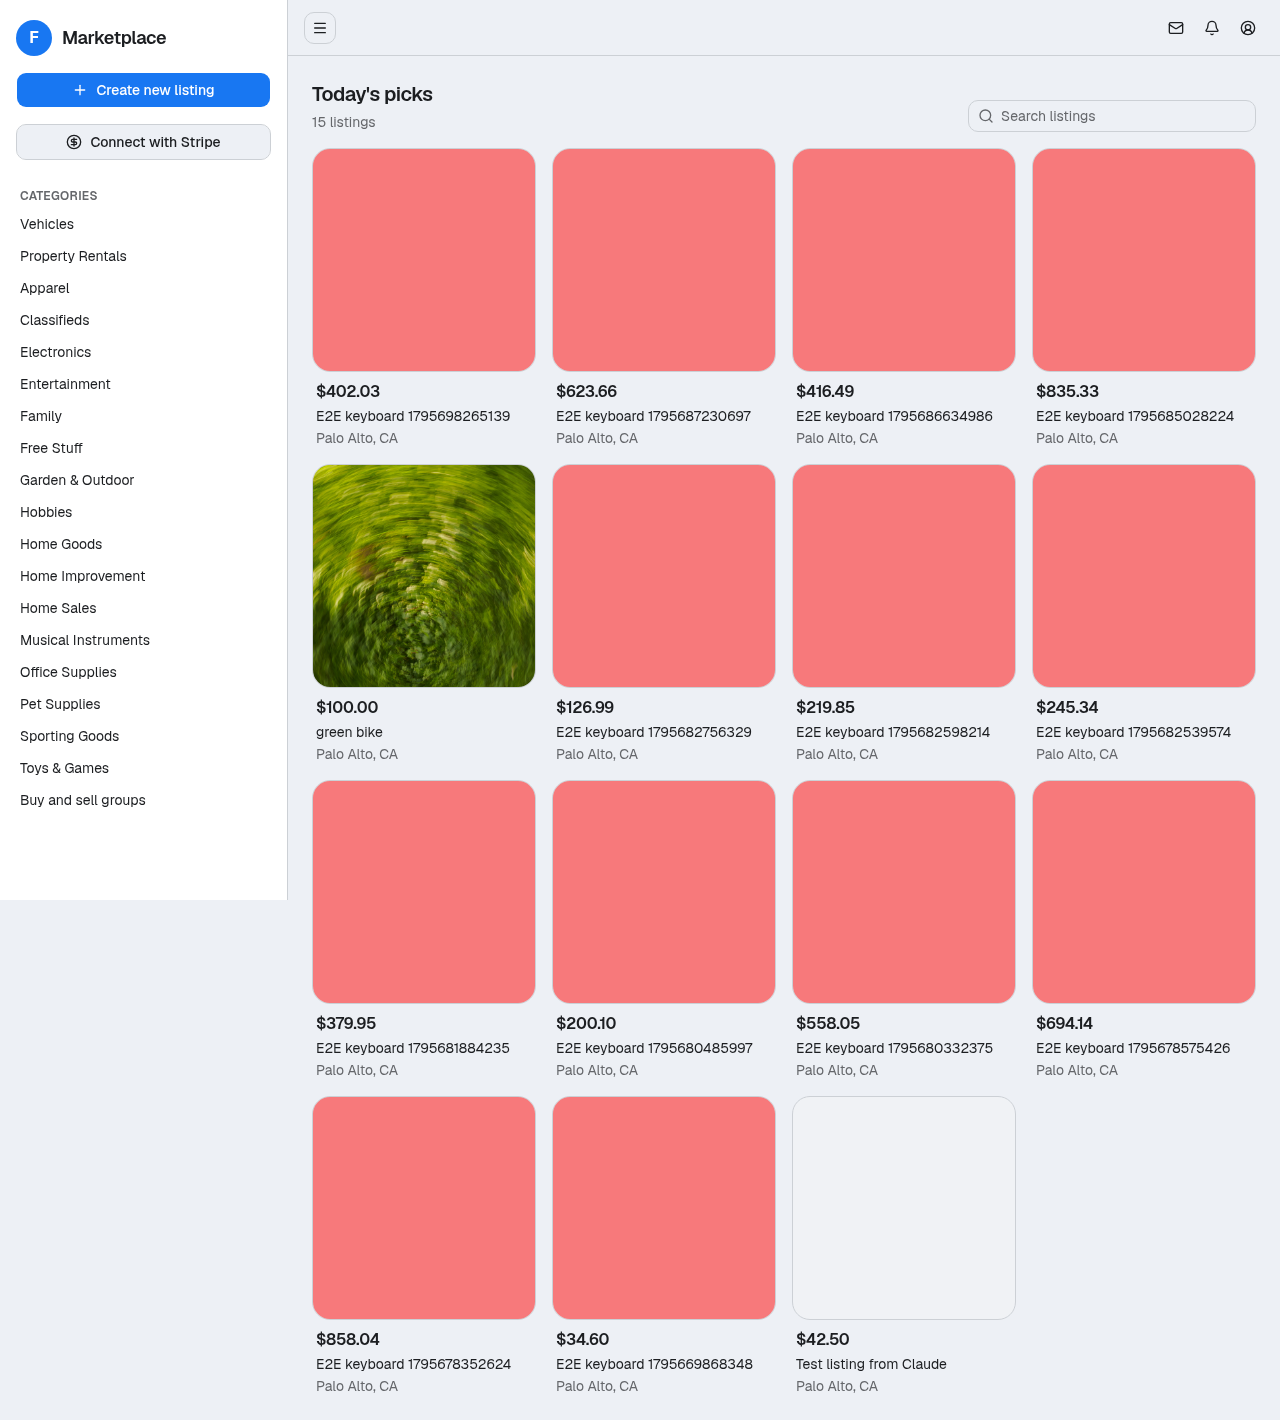 F Marketplace
Create new listing
Connect with Stripe
CATEGORIES
Vehicles
Property Rentals
Apparel
Classifieds
Electronics
Entertainment
Family
Free Stuff
Garden & Outdoor
Hobbies
Home Goods
Home Improvement
Home Sales
Musical Instruments
Office Supplies
Pet Supplies
Sporting Goods
Toys & Games
Buy and sell groups
Today's picks
15 listings
Search listings
$402.03
E2E keyboard 1795698265139
Palo Alto, CA
$623.66
E2E keyboard 1795687230697
Palo Alto, CA
$416.49
E2E keyboard 1795686634986
Palo Alto, CA
$835.33
E2E keyboard 1795685028224
Palo Alto, CA
$100.00
green bike
Palo Alto, CA
$126.99
E2E keyboard 1795682756329
Palo Alto, CA
$219.85
E2E keyboard 1795682598214
Palo Alto, CA
$245.34
E2E keyboard 1795682539574
Palo Alto, CA
$379.95
E2E keyboard 1795681884235
Palo Alto, CA
$200.10
E2E keyboard 1795680485997
Palo Alto, CA
$558.05
E2E keyboard 1795680332375
Palo Alto, CA
$694.14
E2E keyboard 1795678575426
Palo Alto, CA
$858.04
E2E keyboard 1795678352624
Palo Alto, CA
$34.60
E2E keyboard 1795669868348
Palo Alto, CA
$42.50
Test listing from Claude
Palo Alto, CA